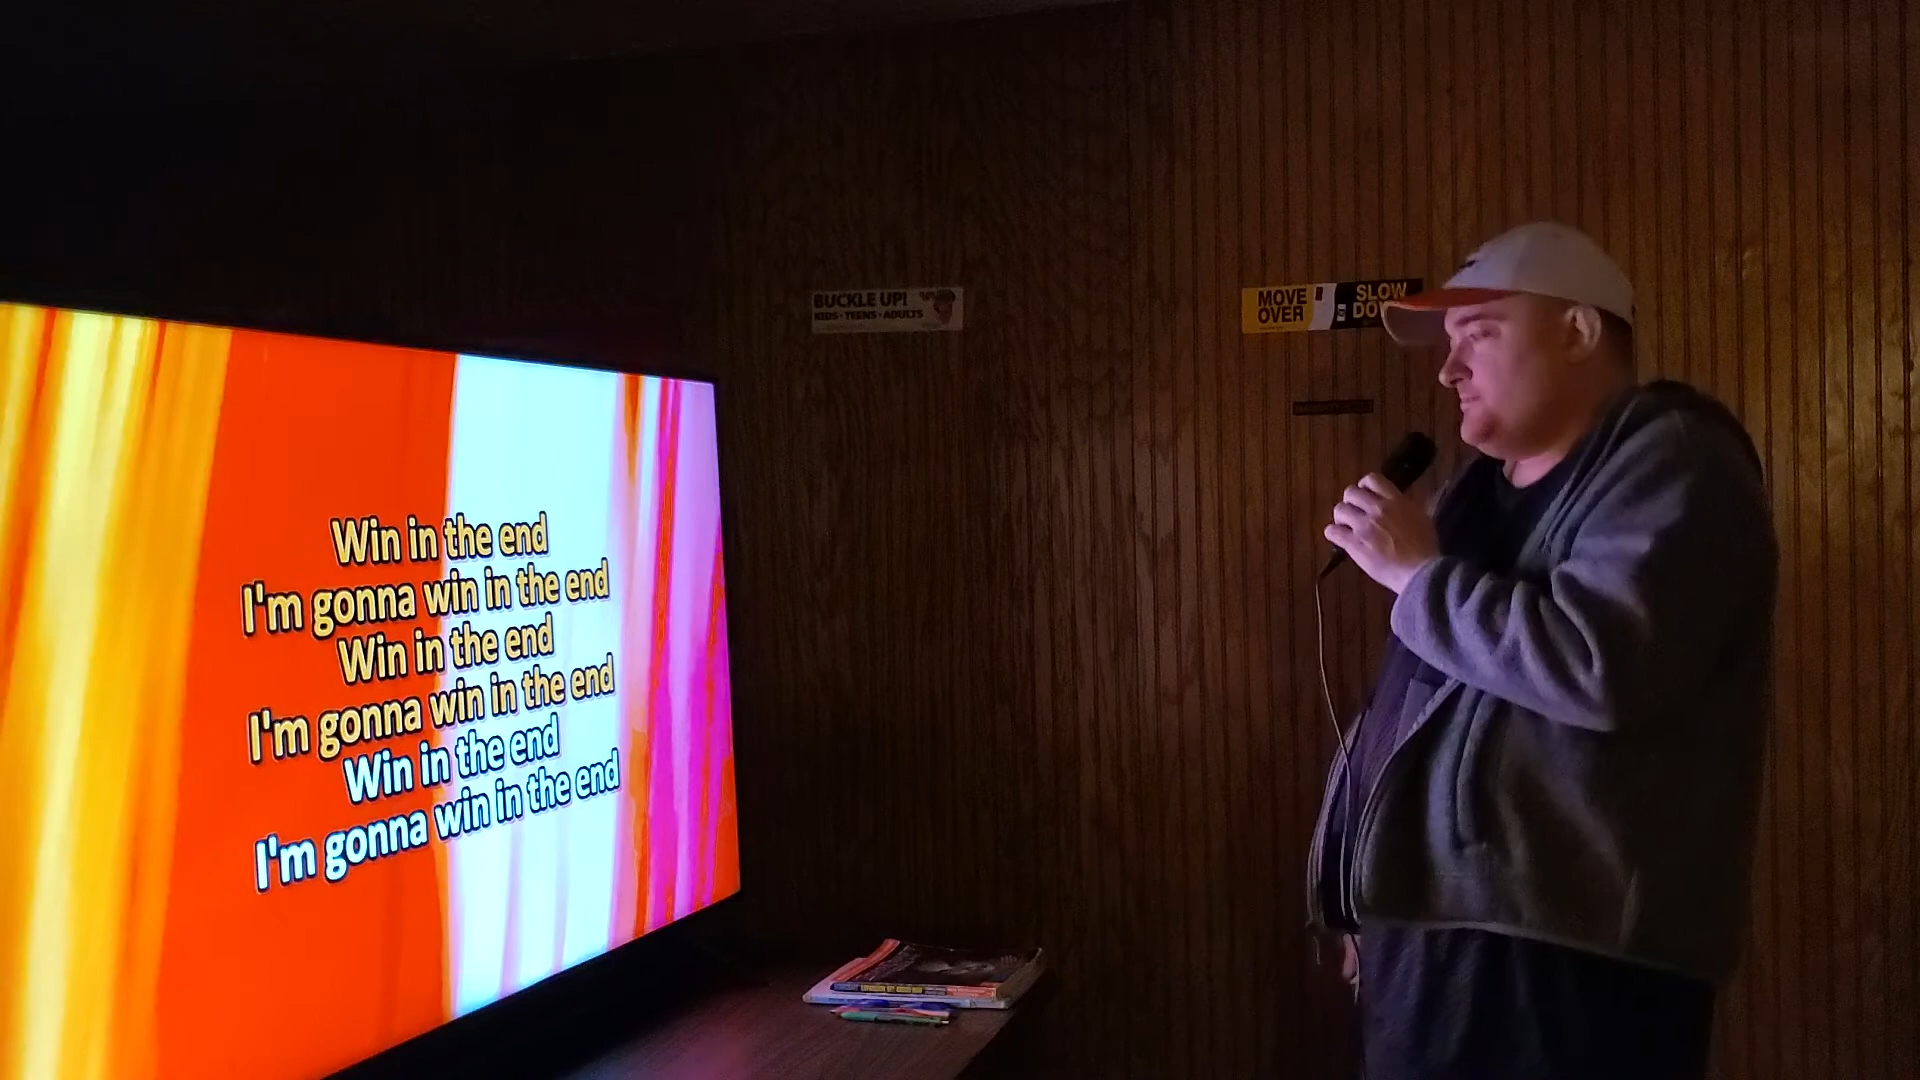 Win in the end
I'm gonna win in the end
Win in the end
I'm gonna win in the end
Win in the end
I'm gonna win in the end
BUCKLE UP!
KIDS • TEENS • ADULTS
MOVE
OVER
SLOW